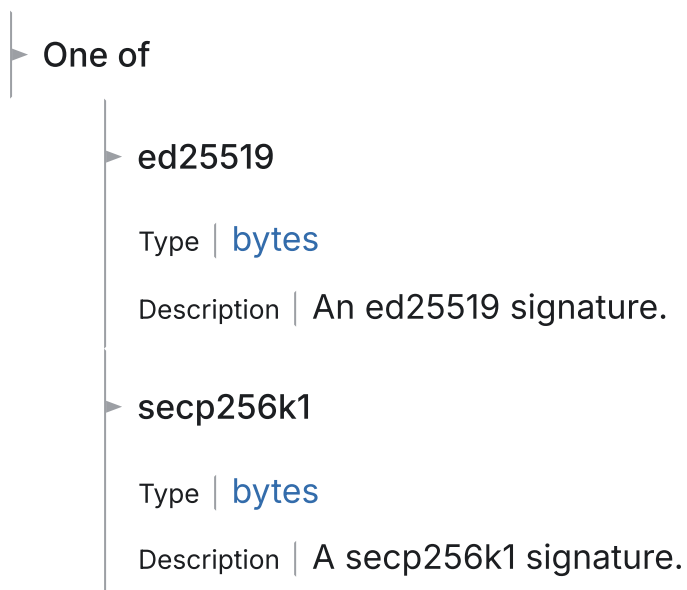 One of
ed25519
Type bytes
Description An ed25519 signature.
secp256k1
Type bytes
Description A secp256k1 signature.